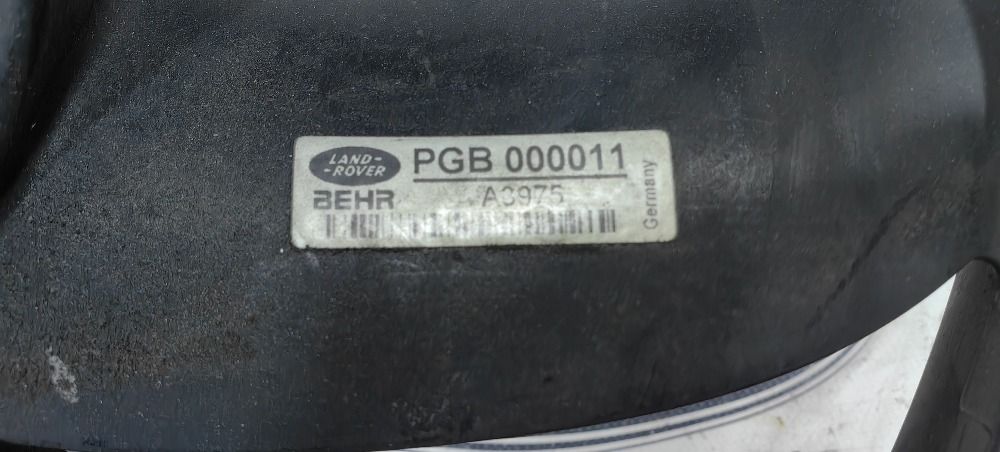 LAND-
-ROVER
PGB 000011
BEHR
A3975
Germany